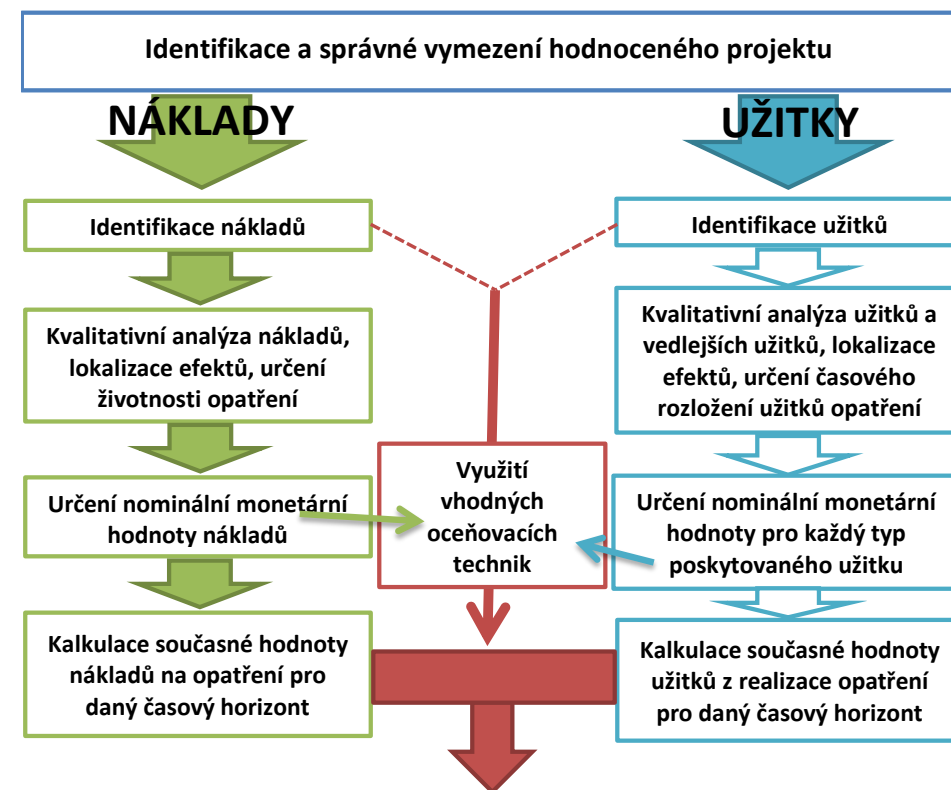 Identifikace a správné vymezení hodnoceného projektu
NÁKLADY
Identifikace nákladů
Kvalitativní analýza nákladů,
lokalizace efektů, určení
životnosti opatření
Určení nominální monetární
hodnoty nákladů
Kalkulace současné hodnoty
nákladů na opatření pro
daný časový horizont
Využití
vhodných
oceňovacích
technik
UŽITKY
Identifikace užitků
Kvalitativní analýza užitků a
vedlejších užitků, lokalizace
efektů, určení časového
rozložení užitků opatření
Určení nominální monetární
hodnoty pro každý typ
poskytovaného užitku
Kalkulace současné hodnoty
užitků z realizace opatření
pro daný časový horizont